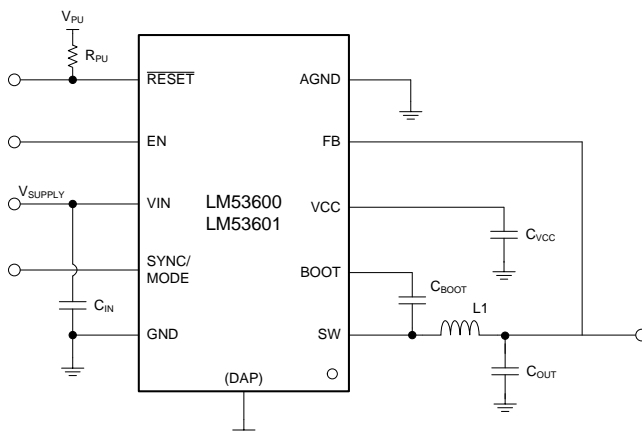 VPU
RPU
RESET
AGND
EN
FB
VSUPPLY
VIN
LM53600
LM53601
VCC
CVCC
SYNC/
MODE
BOOT
CBOOT
L1
CIN
GND
SW
COUT
(DAP)